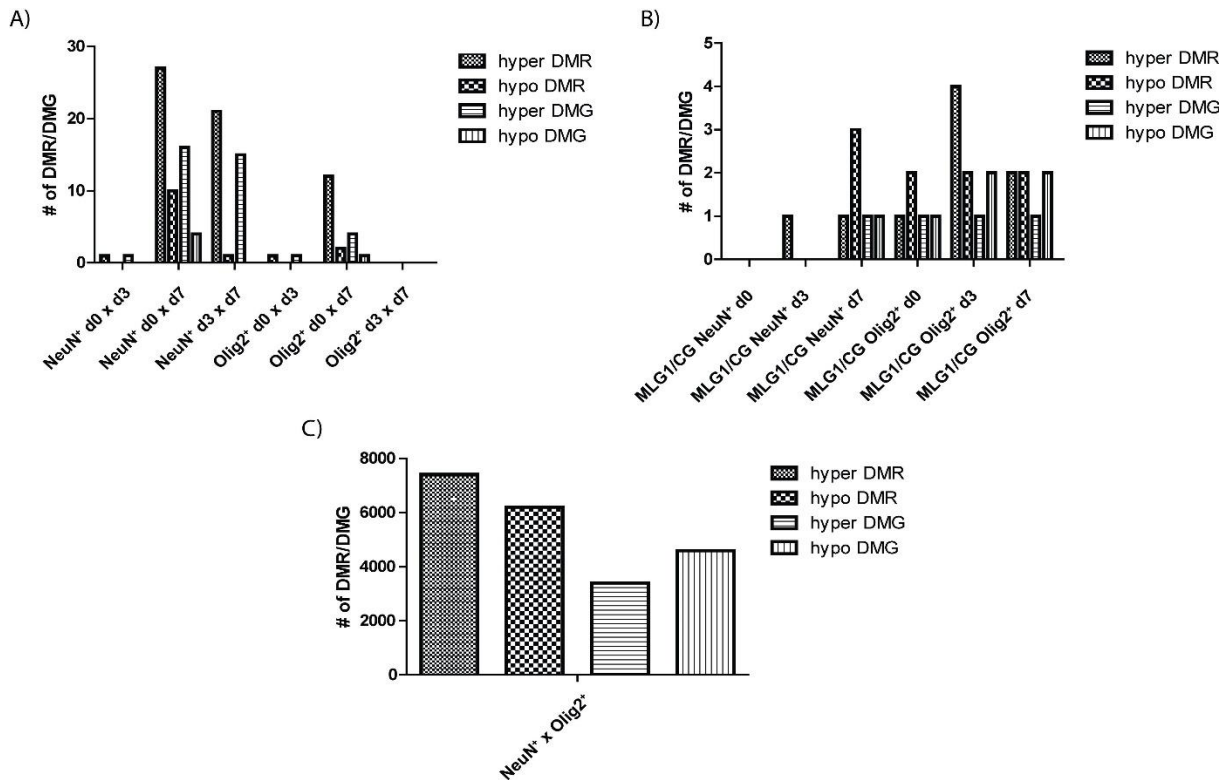 A)
# of DMR/DMG
30
20
10
0
NeuN⁺ d0 x d3
NeuN⁺ d0 x d7
NeuN⁺ d3 x d7
Olig2⁺ d0 x d3
Olig2⁺ d0 x d7
Olig2⁺ d3 x d7
hyper DMR
hypo DMR
hyper DMG
hypo DMG
B)
# of DMR/DMG
5
4
3
2
1
0
MLG1/CG NeuN⁺ d0
MLG1/CG NeuN⁺ d3
MLG1/CG NeuN⁺ d7
MLG1/CG Olig2⁺ d0
MLG1/CG Olig2⁺ d3
MLG1/CG Olig2⁺ d7
hyper DMR
hypo DMR
hyper DMG
hypo DMG
C)
# of DMR/DMG
8000
6000
4000
2000
0
NeuN⁺ x Olig2⁺
hyper DMR
hypo DMR
hyper DMG
hypo DMG